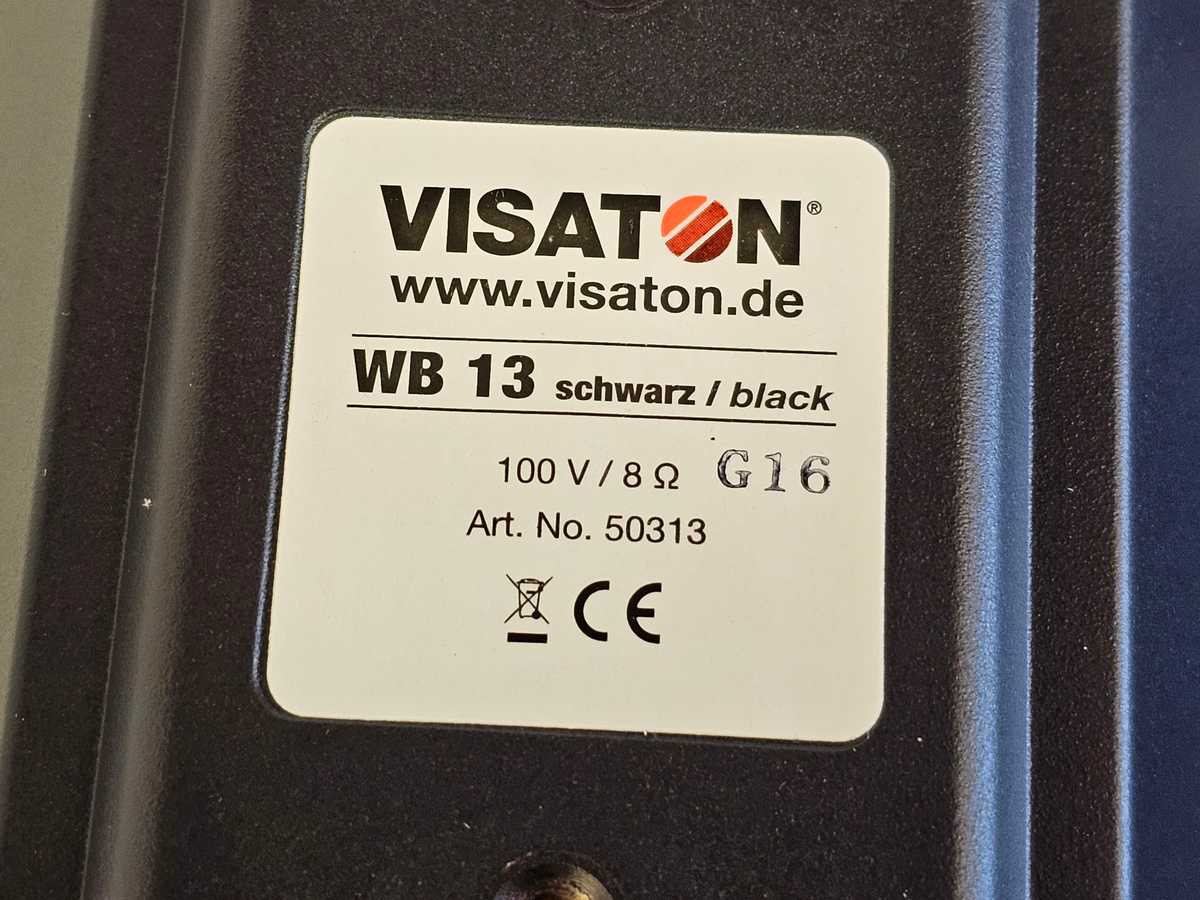 VISATON®
www.visaton.de
WB 13 schwarz / black
100 V / 8 Ω G16
Art. No. 50313
CE